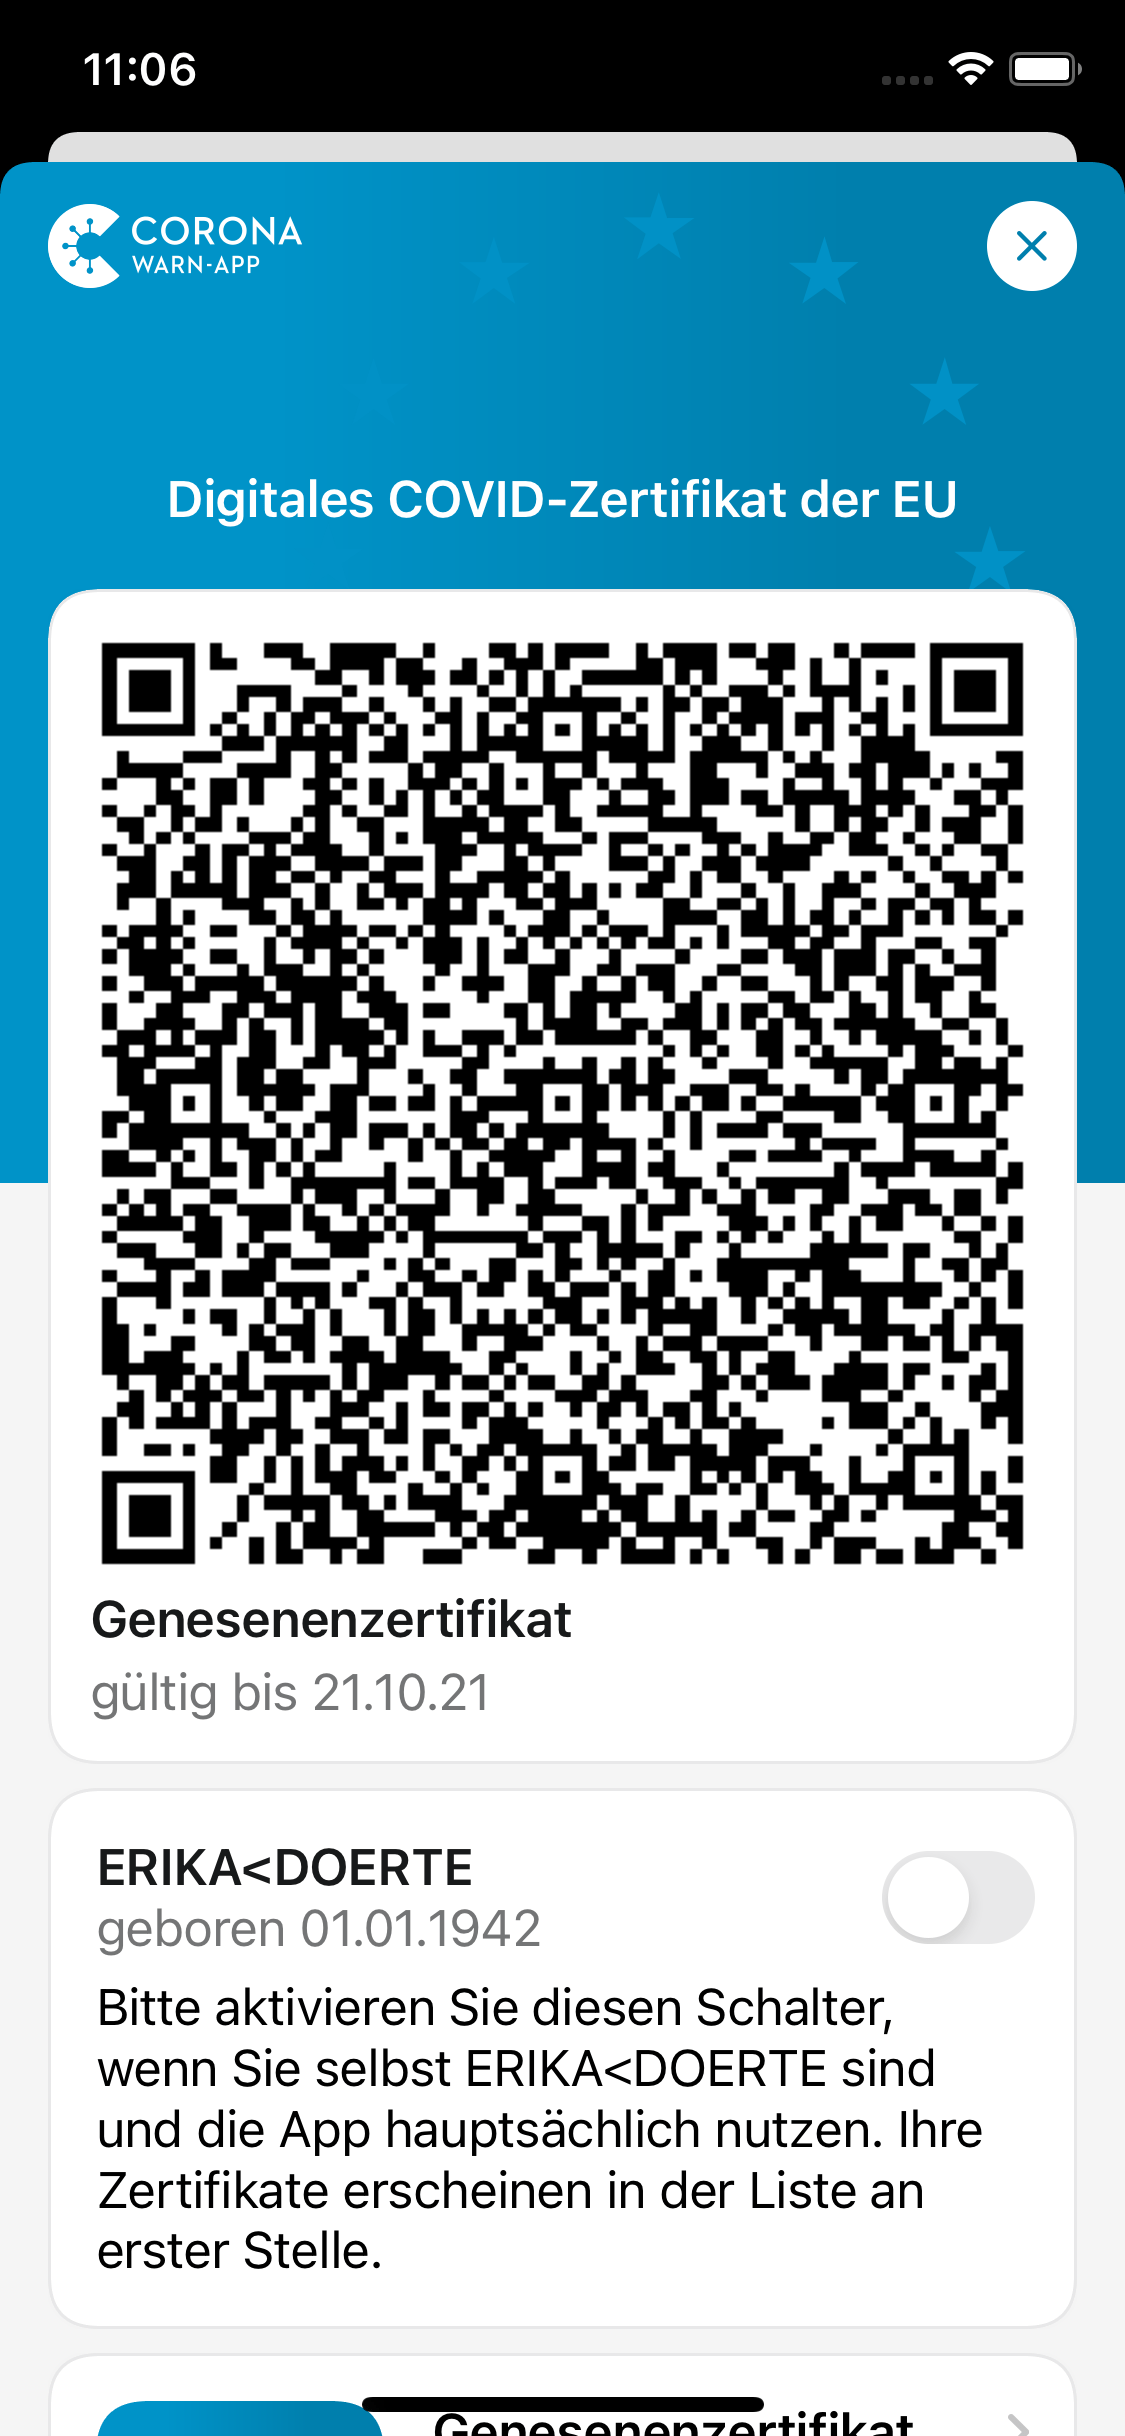 11:06
CORONA
WARN-APP
Digitales COVID-Zertifikat der EU
Genesenenzertifikat
gültig bis 21.10.21
ERIKA<DOERTE
geboren 01.01.1942
Bitte aktivieren Sie diesen Schalter,
wenn Sie selbst ERIKA<DOERTE sind
und die App hauptsächlich nutzen. Ihre
Zertifikate erscheinen in der Liste an
erster Stelle.
Genesenenzertifikat